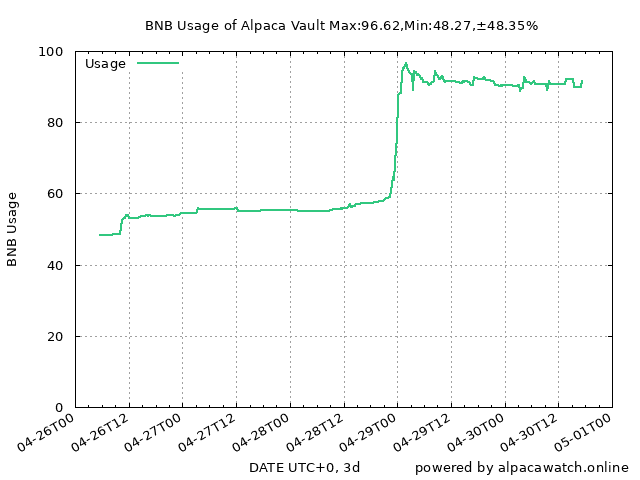 BNB Usage of Alpaca Vault Max:96.62,Min:48.27,±48.35%
Usage
100
80
60
40
20
0
BNB Usage
04-26T00
04-26T12
04-27T00
04-27T12
04-28T00
04-28T12
04-29T00
04-29T12
04-30T00
04-30T12
05-01T00
DATE UTC+0, 3d
powered by alpacawatch.online